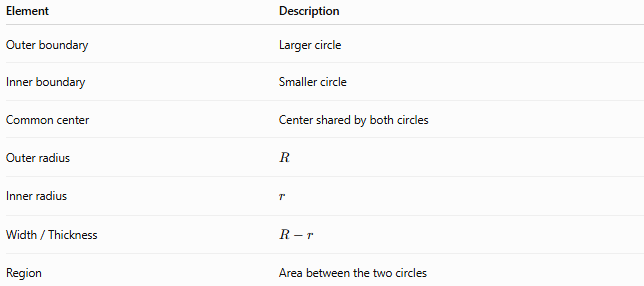 Element Description
Outer boundary Larger circle
Inner boundary Smaller circle
Common center Center shared by both circles
Outer radius R
Inner radius r
Width / Thickness R − r
Region Area between the two circles